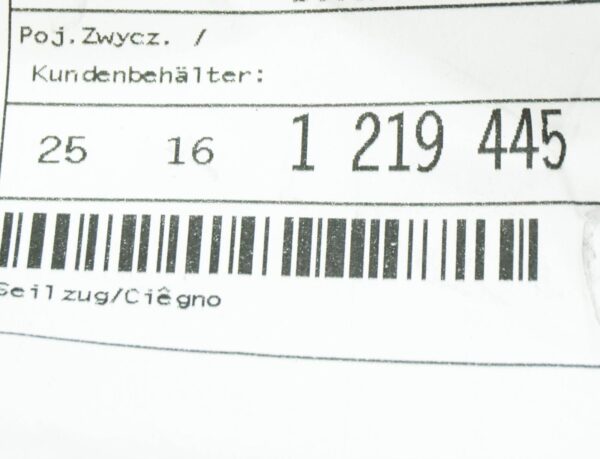 Poj.Zwycz. /
Kundenbehälter:
25 16 1 219 445
Seilzug/Ciêgno